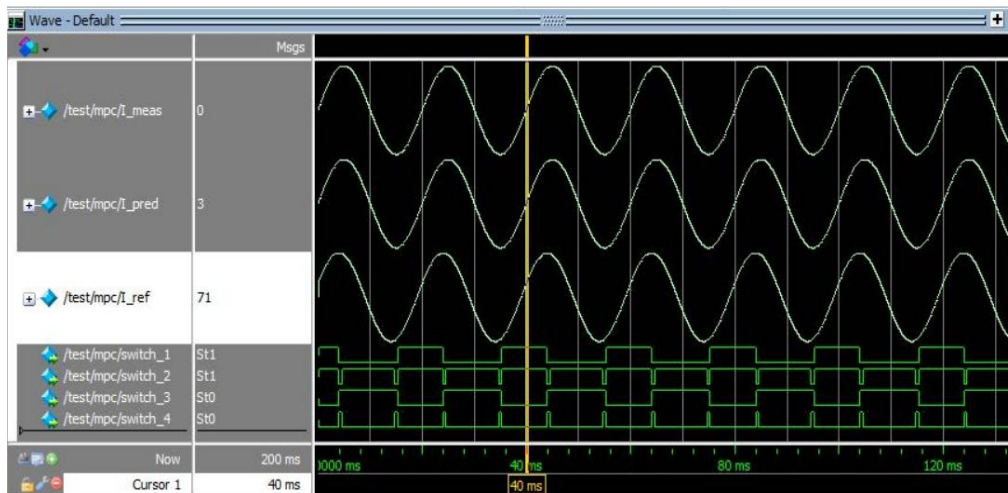 Wave - Default
Msgs
/test/mpc/I_meas 0
/test/mpc/I_pred 3
/test/mpc/I_ref 71
/test/mpc/switch_1 St1
/test/mpc/switch_2 St1
/test/mpc/switch_3 St0
/test/mpc/switch_4 St0
Now 200 ms 0000 ms 40 ms 80 ms 120 ms
Cursor 1 40 ms 40 ms